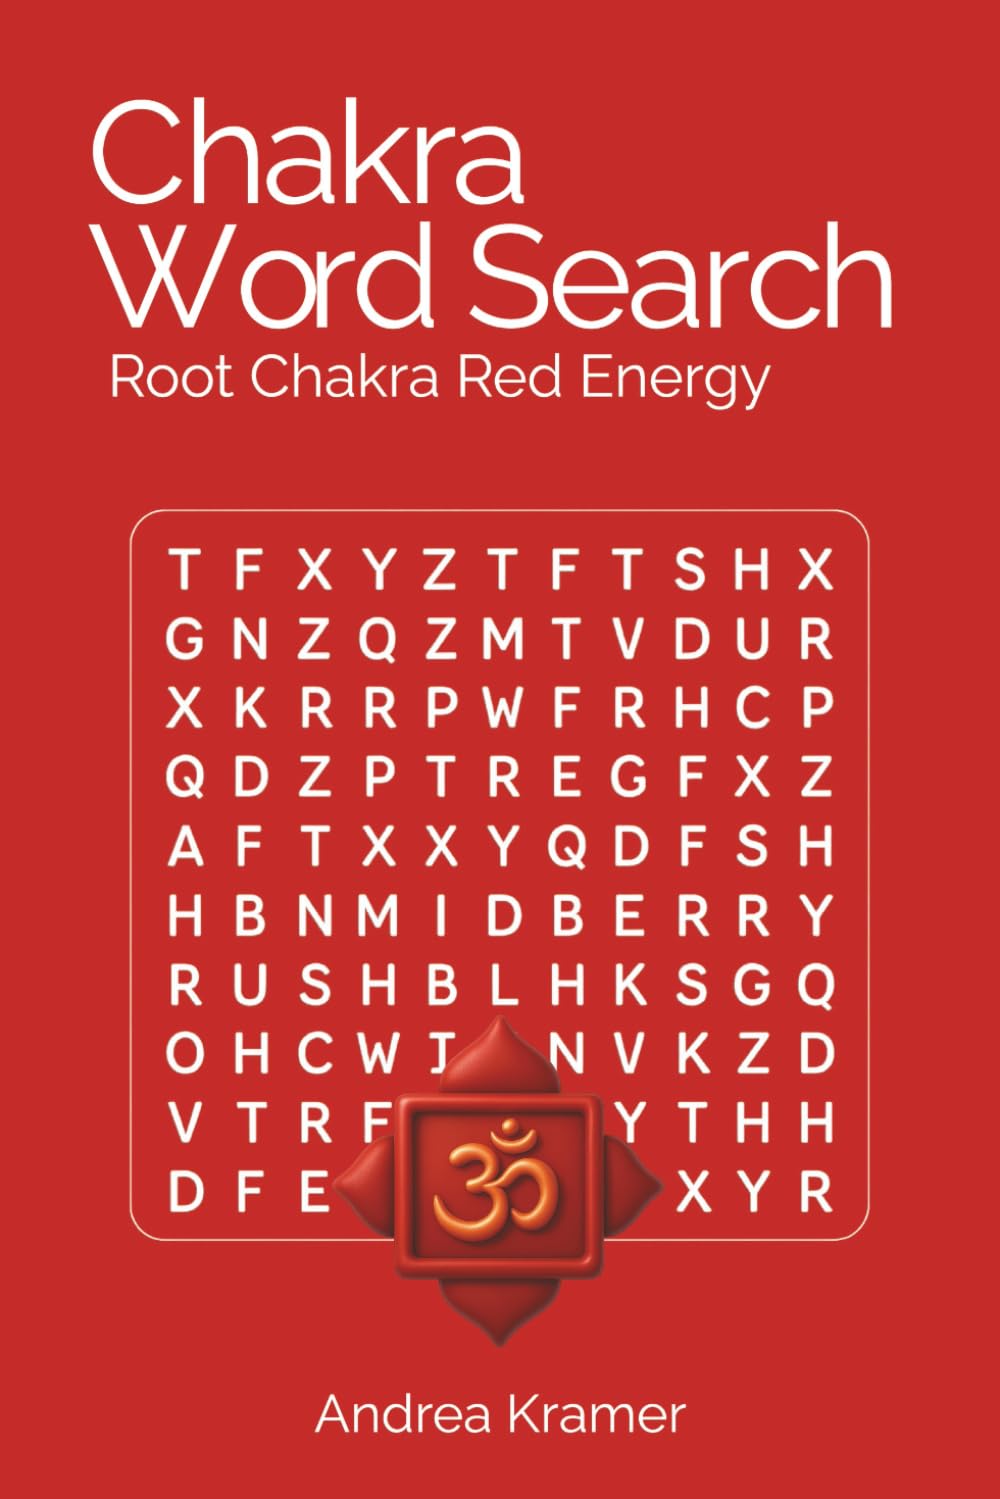 Chakra
Word Search
Root Chakra Red Energy
T F X Y Z T F T S H X
G N Z Q Z M T V D U R
X K R R P W F R H C P
Q D Z P T R E G F X Z
A F T X X Y Q D F S H
H B N M I D B E R R Y
R U S H B L H K S G Q
O H C W I N V K Z D
V T R F Y T H H
D F E X Y R
ॐ
Andrea Kramer